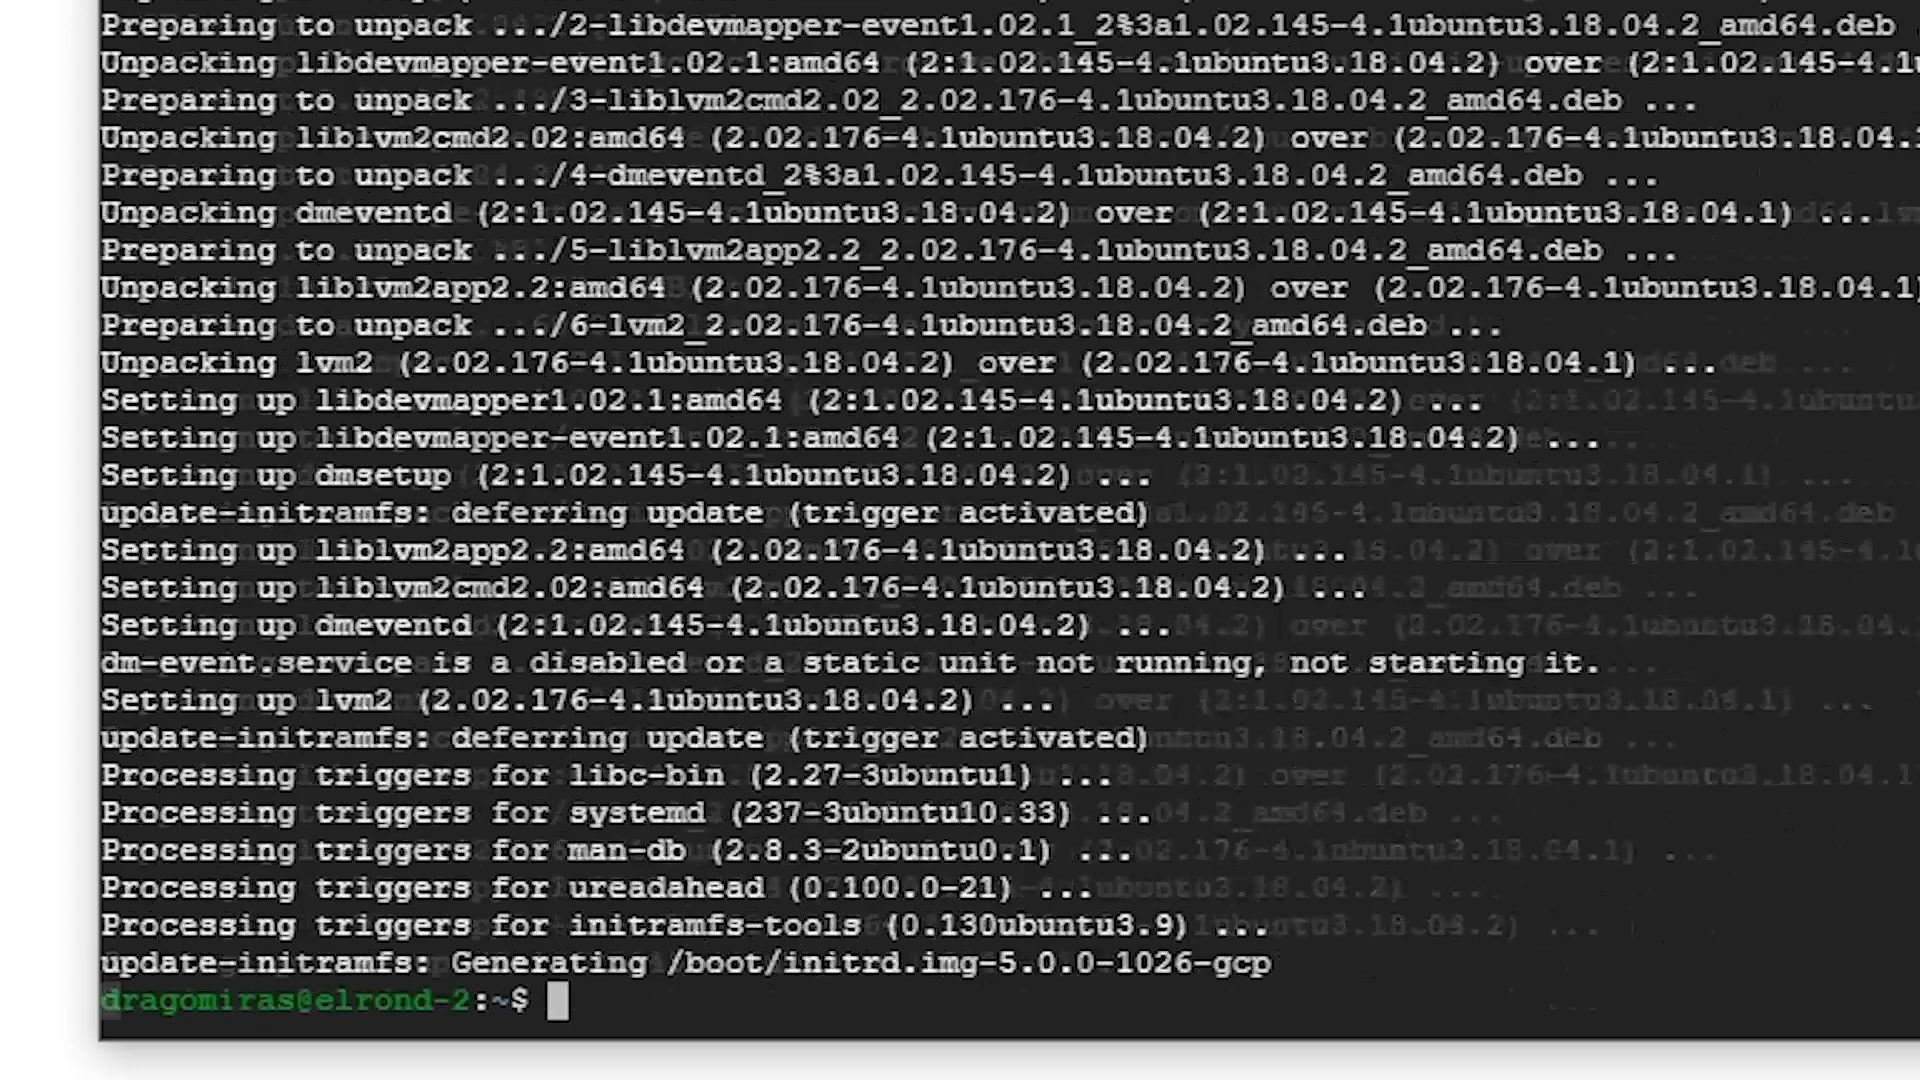 Preparing to unpack .../2-libdevmapper-event1.02.1_2%3a1.02.145-4.1ubuntu3.18.04.2_amd64.deb
Unpacking libdevmapper-event1.02.1:amd64 (2:1.02.145-4.1ubuntu3.18.04.2) over (2:1.02.145-4.1u
Preparing to unpack .../3-liblvm2cmd2.02_2.02.176-4.1ubuntu3.18.04.2_amd64.deb ...
Unpacking liblvm2cmd2.02:amd64 (2.02.176-4.1ubuntu3.18.04.2) over (2.02.176-4.1ubuntu3.18.04.
Preparing to unpack .../4-dmeventd_2%3a1.02.145-4.1ubuntu3.18.04.2_amd64.deb ...
Unpacking dmeventd (2:1.02.145-4.1ubuntu3.18.04.2) over (2:1.02.145-4.1ubuntu3.18.04.1) ...
Preparing to unpack .../5-liblvm2app2.2_2.02.176-4.1ubuntu3.18.04.2_amd64.deb ...
Unpacking liblvm2app2.2:amd64 (2.02.176-4.1ubuntu3.18.04.2) over (2.02.176-4.1ubuntu3.18.04.1)
Preparing to unpack .../6-lvm2_2.02.176-4.1ubuntu3.18.04.2_amd64.deb ...
Unpacking lvm2 (2.02.176-4.1ubuntu3.18.04.2) over (2.02.176-4.1ubuntu3.18.04.1) ...
Setting up libdevmapper1.02.1:amd64 (2:1.02.145-4.1ubuntu3.18.04.2) ...
Setting up libdevmapper-event1.02.1:amd64 (2:1.02.145-4.1ubuntu3.18.04.2) ...
Setting up dmsetup (2:1.02.145-4.1ubuntu3.18.04.2) ...
update-initramfs: deferring update (trigger activated)
Setting up liblvm2app2.2:amd64 (2.02.176-4.1ubuntu3.18.04.2) ...
Setting up liblvm2cmd2.02:amd64 (2.02.176-4.1ubuntu3.18.04.2) ...
Setting up dmeventd (2:1.02.145-4.1ubuntu3.18.04.2) ...
dm-event.service is a disabled or a static unit not running, not starting it.
Setting up lvm2 (2.02.176-4.1ubuntu3.18.04.2) ...
update-initramfs: deferring update (trigger activated)
Processing triggers for libc-bin (2.27-3ubuntu1) ...
Processing triggers for systemd (237-3ubuntu10.33) ...
Processing triggers for man-db (2.8.3-2ubuntu0.1) ...
Processing triggers for ureadahead (0.100.0-21) ...
Processing triggers for initramfs-tools (0.130ubuntu3.9) ...
update-initramfs: Generating /boot/initrd.img-5.0.0-1026-gcp
dragomiras@elrond-2:~$